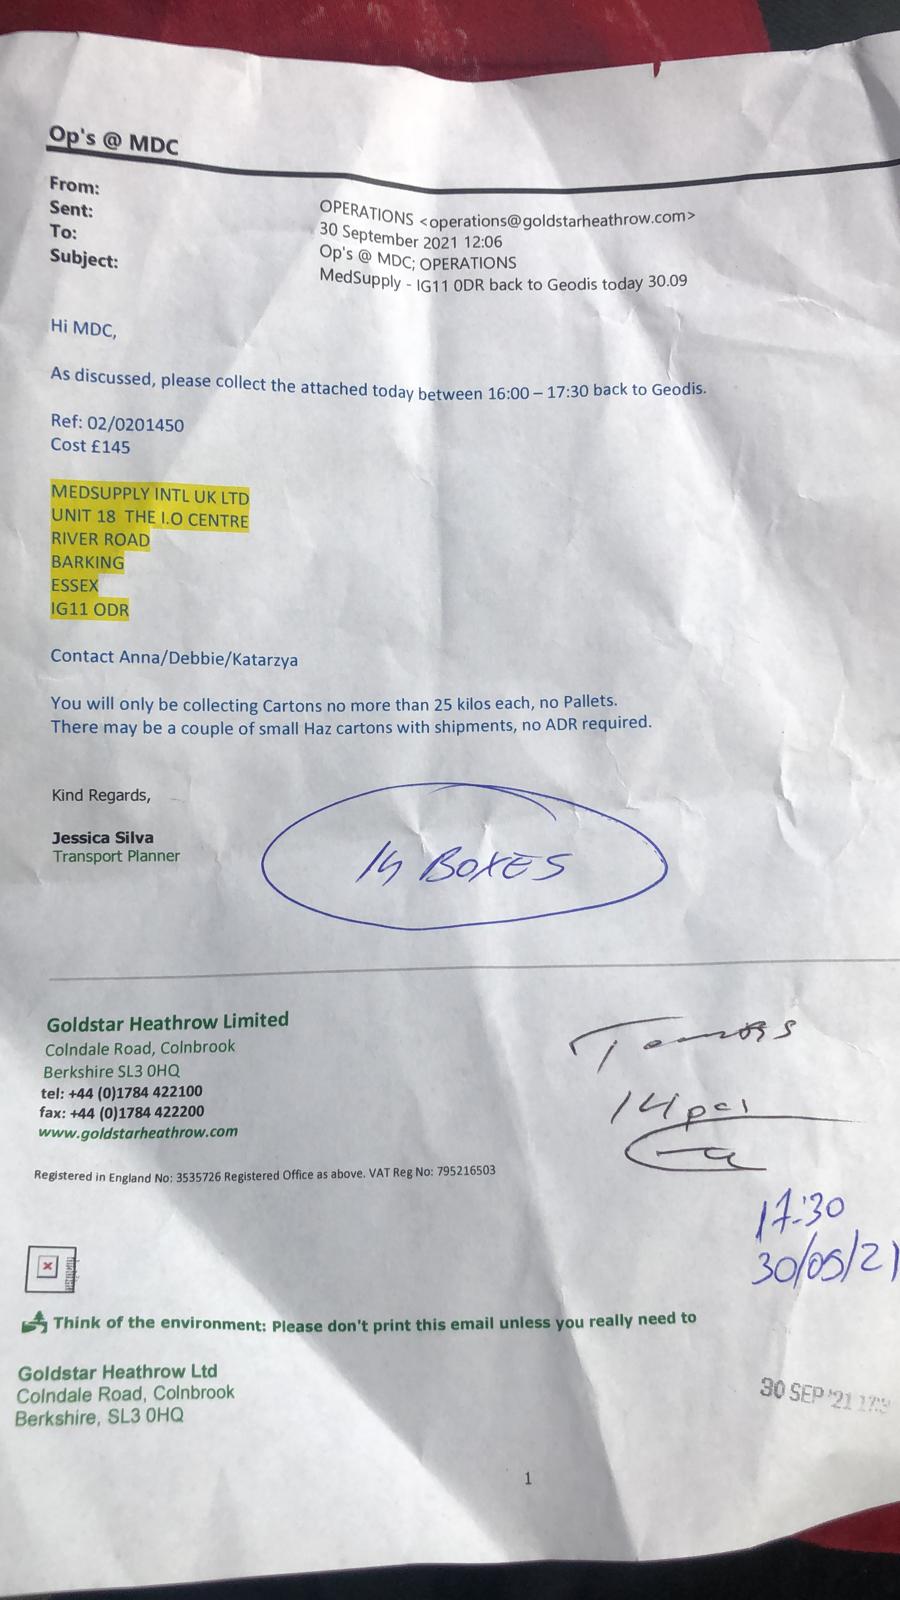 Op's @ MDC
From: OPERATIONS <operations@goldstarheathrow.com>
Sent: 30 September 2021 12:06
To: Op's @ MDC; OPERATIONS
Subject: MedSupply - IG11 0DR back to Geodis today 30.09
Hi MDC,
As discussed, please collect the attached today between 16:00 – 17:30 back to Geodis.
Ref: 02/0201450
Cost £145
MEDSUPPLY INTL UK LTD
UNIT 18 THE I.O CENTRE
RIVER ROAD
BARKING
ESSEX
IG11 ODR
Contact Anna/Debbie/Katarzya
You will only be collecting Cartons no more than 25 kilos each, no Pallets.
There may be a couple of small Haz cartons with shipments, no ADR required.
Kind Regards,
Jessica Silva
Transport Planner
14 BOXES
Goldstar Heathrow Limited
Colndale Road, Colnbrook
Berkshire SL3 0HQ
tel: +44 (0)1784 422100
fax: +44 (0)1784 422200
www.goldstarheathrow.com
Registered in England No: 3535726 Registered Office as above. VAT Reg No: 795216503
14 pcs
17:30
30/09/21
Think of the environment: Please don't print this email unless you really need to
Goldstar Heathrow Ltd
Colndale Road, Colnbrook
Berkshire, SL3 0HQ
30 SEP '21
1